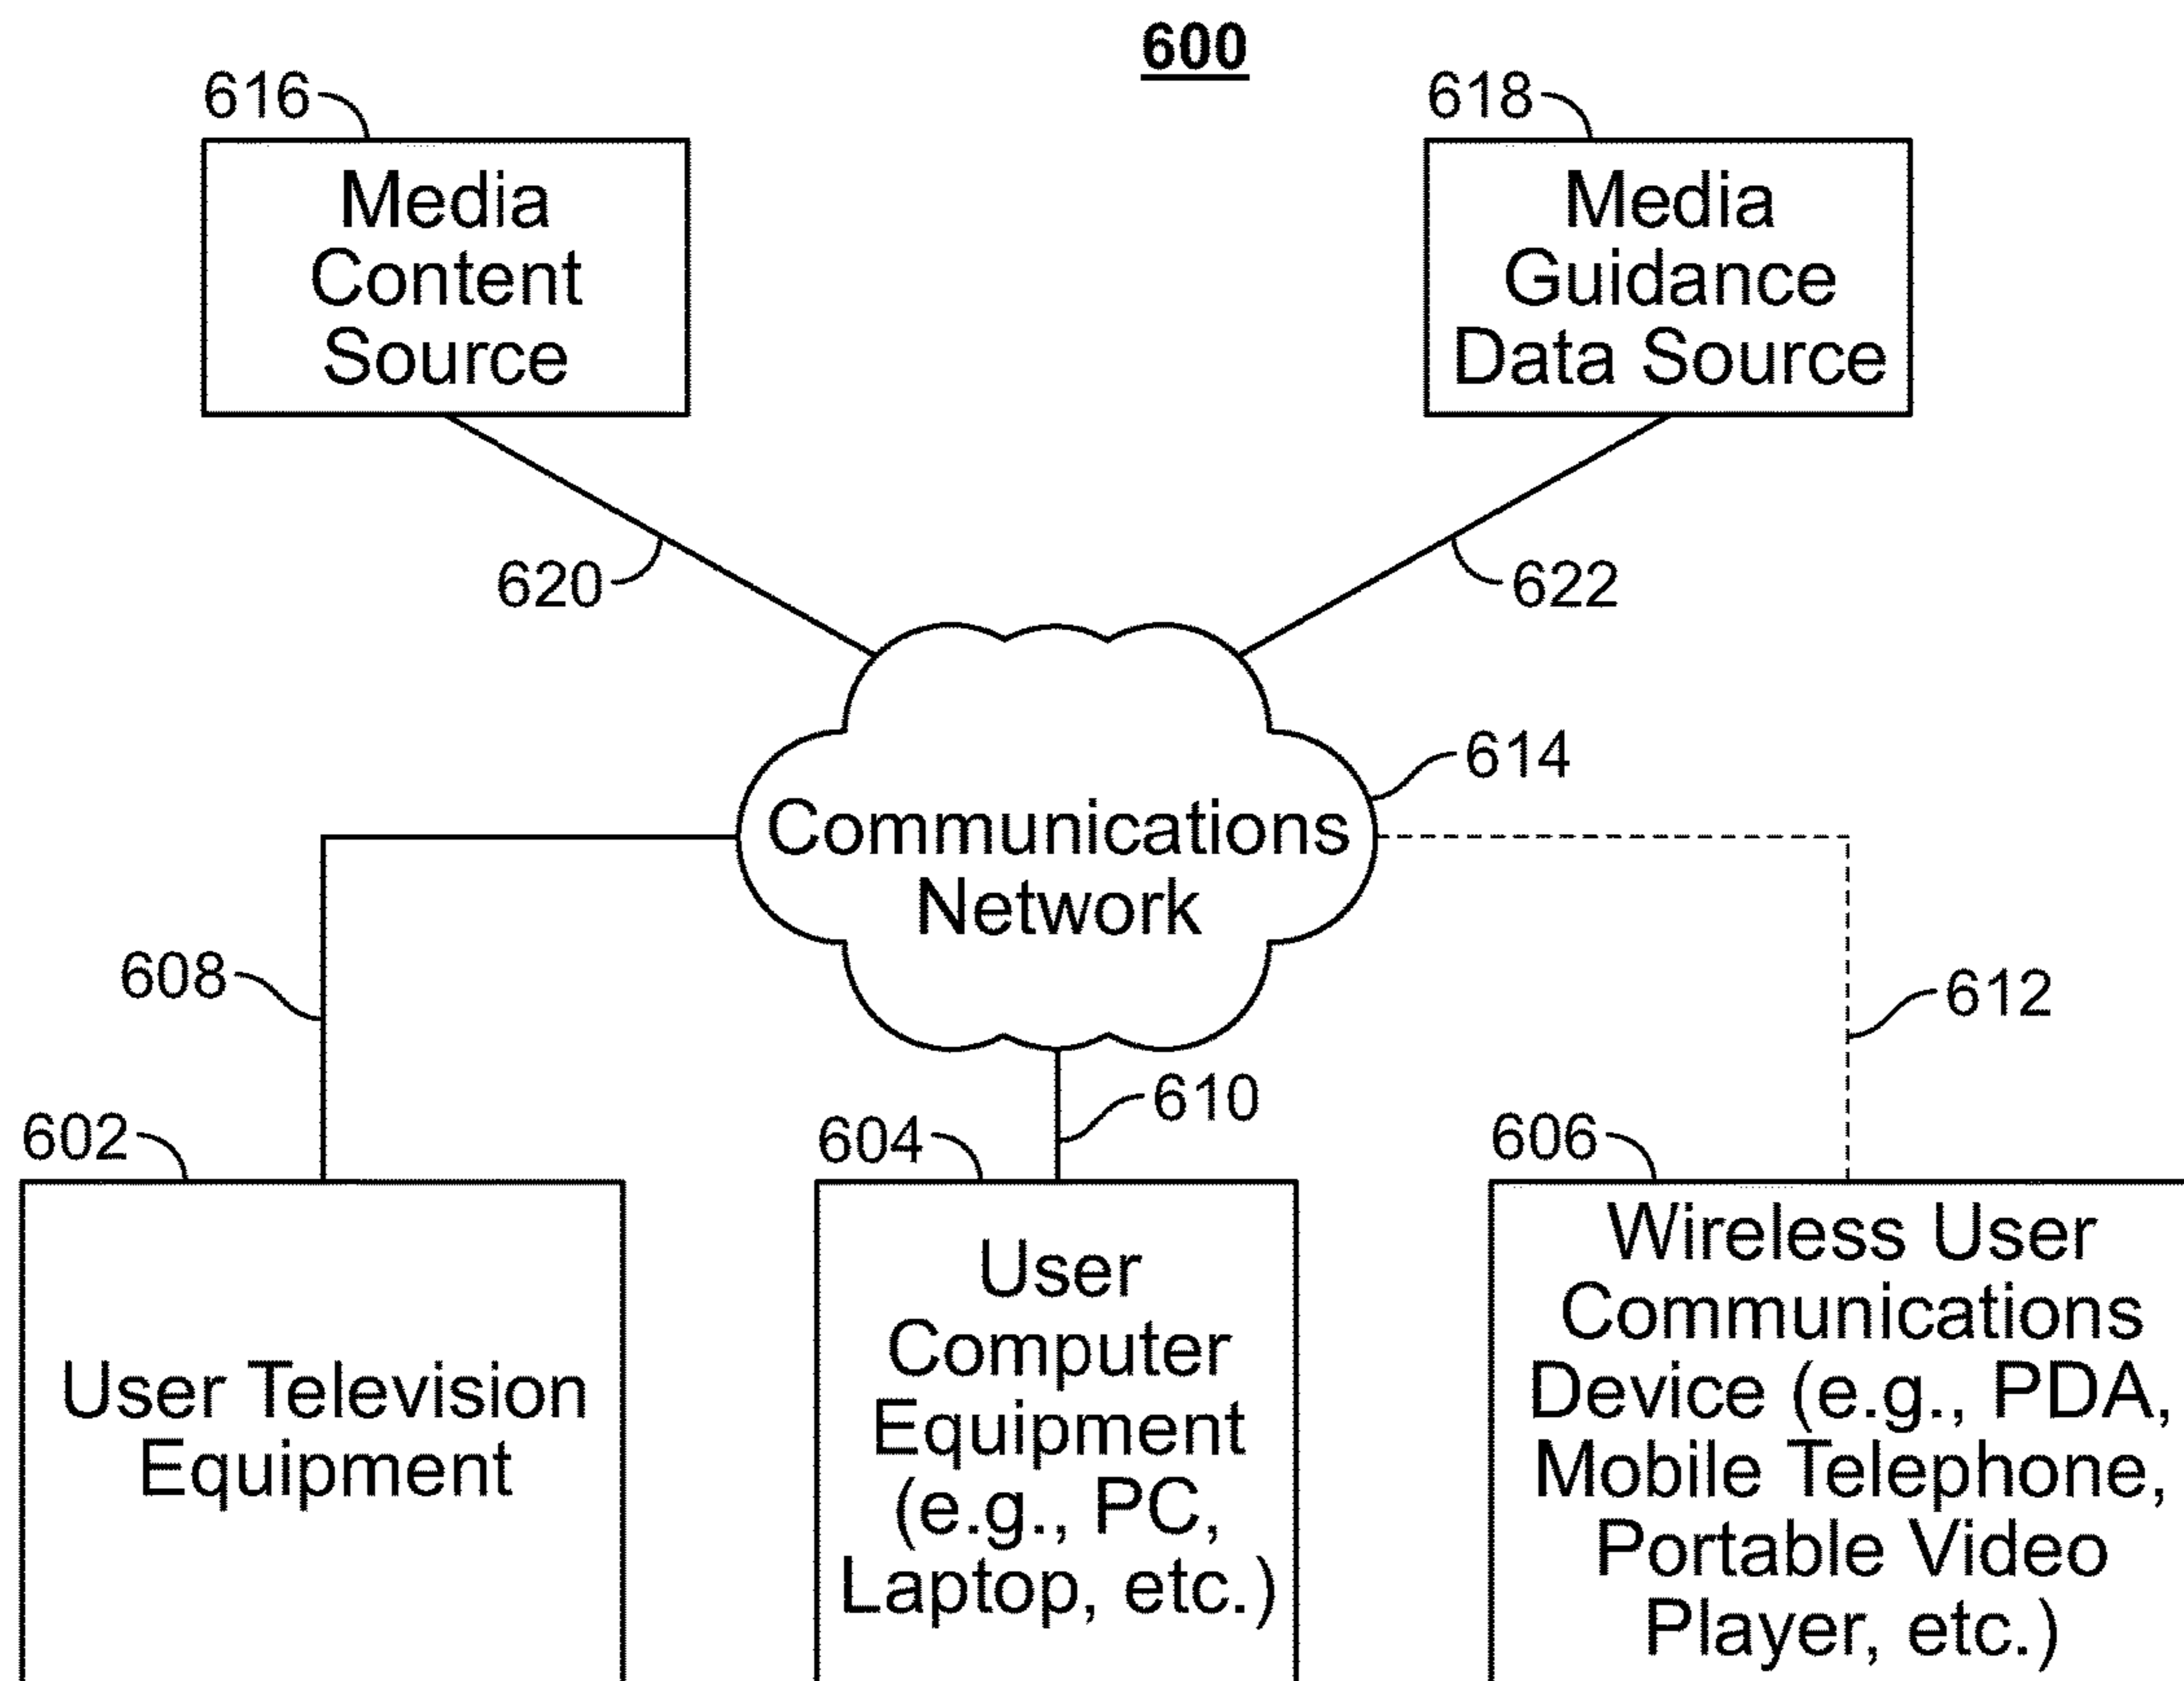 600
616
618
Media
Content
Source
Media
Guidance
Data Source
620
622
614
Communications
Network
608
612
610
602
604
606
User Television
Equipment
User
Computer
Equipment
(e.g., PC,
Laptop, etc.)
Wireless User
Communications
Device (e.g., PDA,
Mobile Telephone,
Portable Video
Player, etc.)